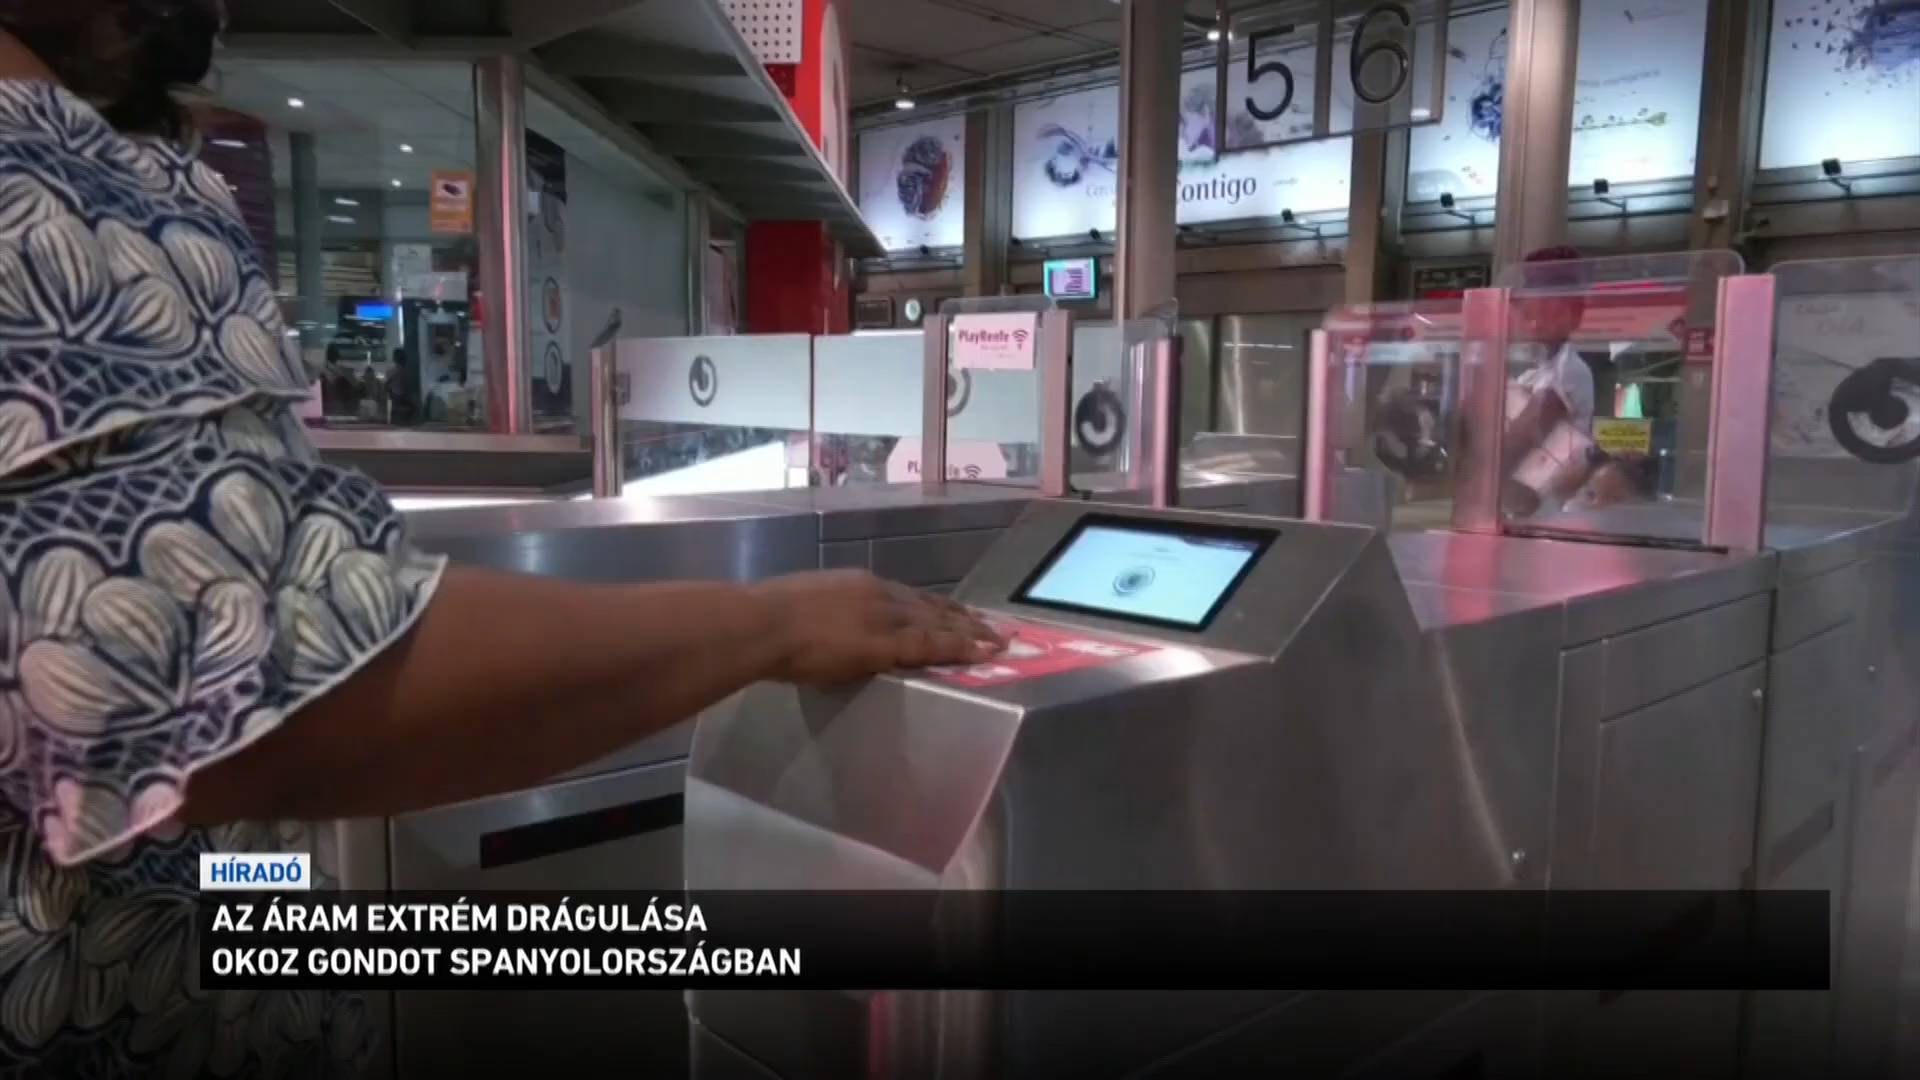 5 6
Contigo
PlayRenfe
HÍRADÓ
AZ ÁRAM EXTRÉM DRÁGULÁSA
OKOZ GONDOT SPANYOLORSZÁGBAN